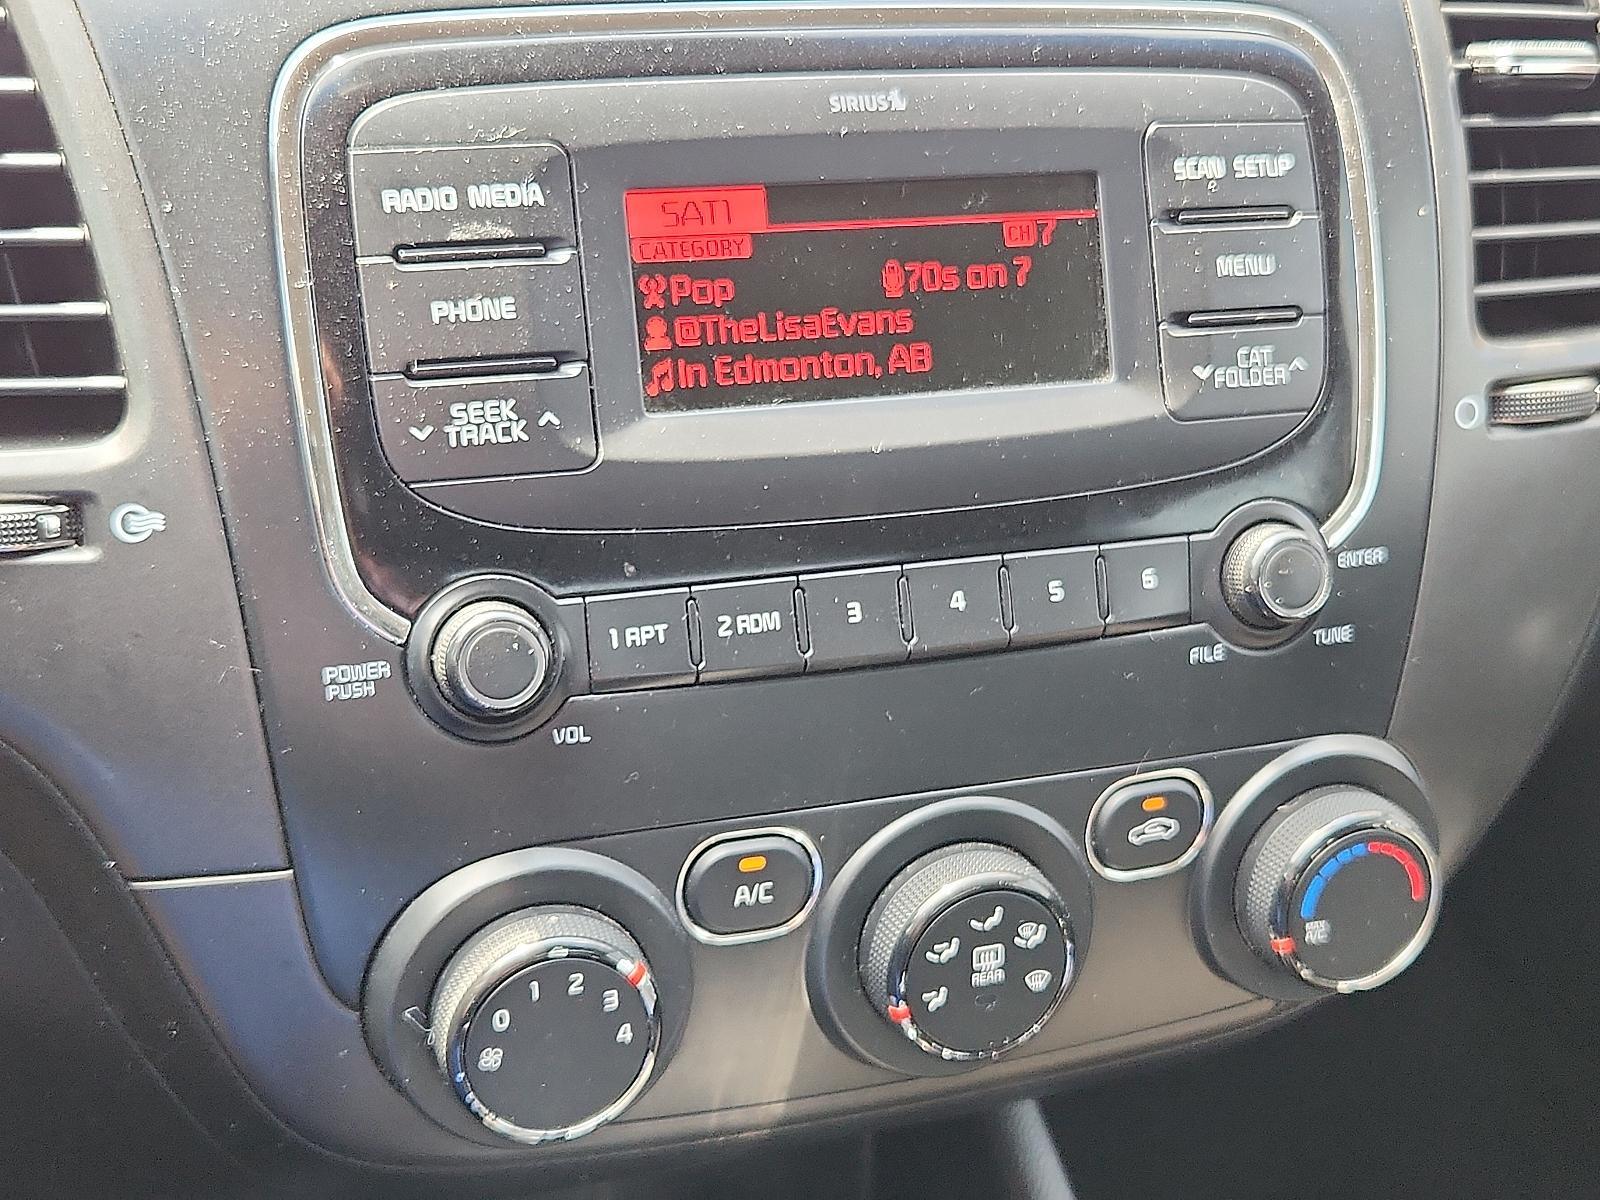 SIRIUS
RADIO MEDIA
PHONE
SEEK
TRACK
SAT1
CATEGORY
CH 7
Pop
70s on 7
@TheLisaEvans
In Edmonton, AB
SCAN SETUP
MENU
CAT
FOLDER
POWER
PUSH
VOL
1 RPT
2 RDM
3
4
5
6
ENTER
TUNE
FILE
0
1
2
3
4
A/C
REAR
MAX
A/C